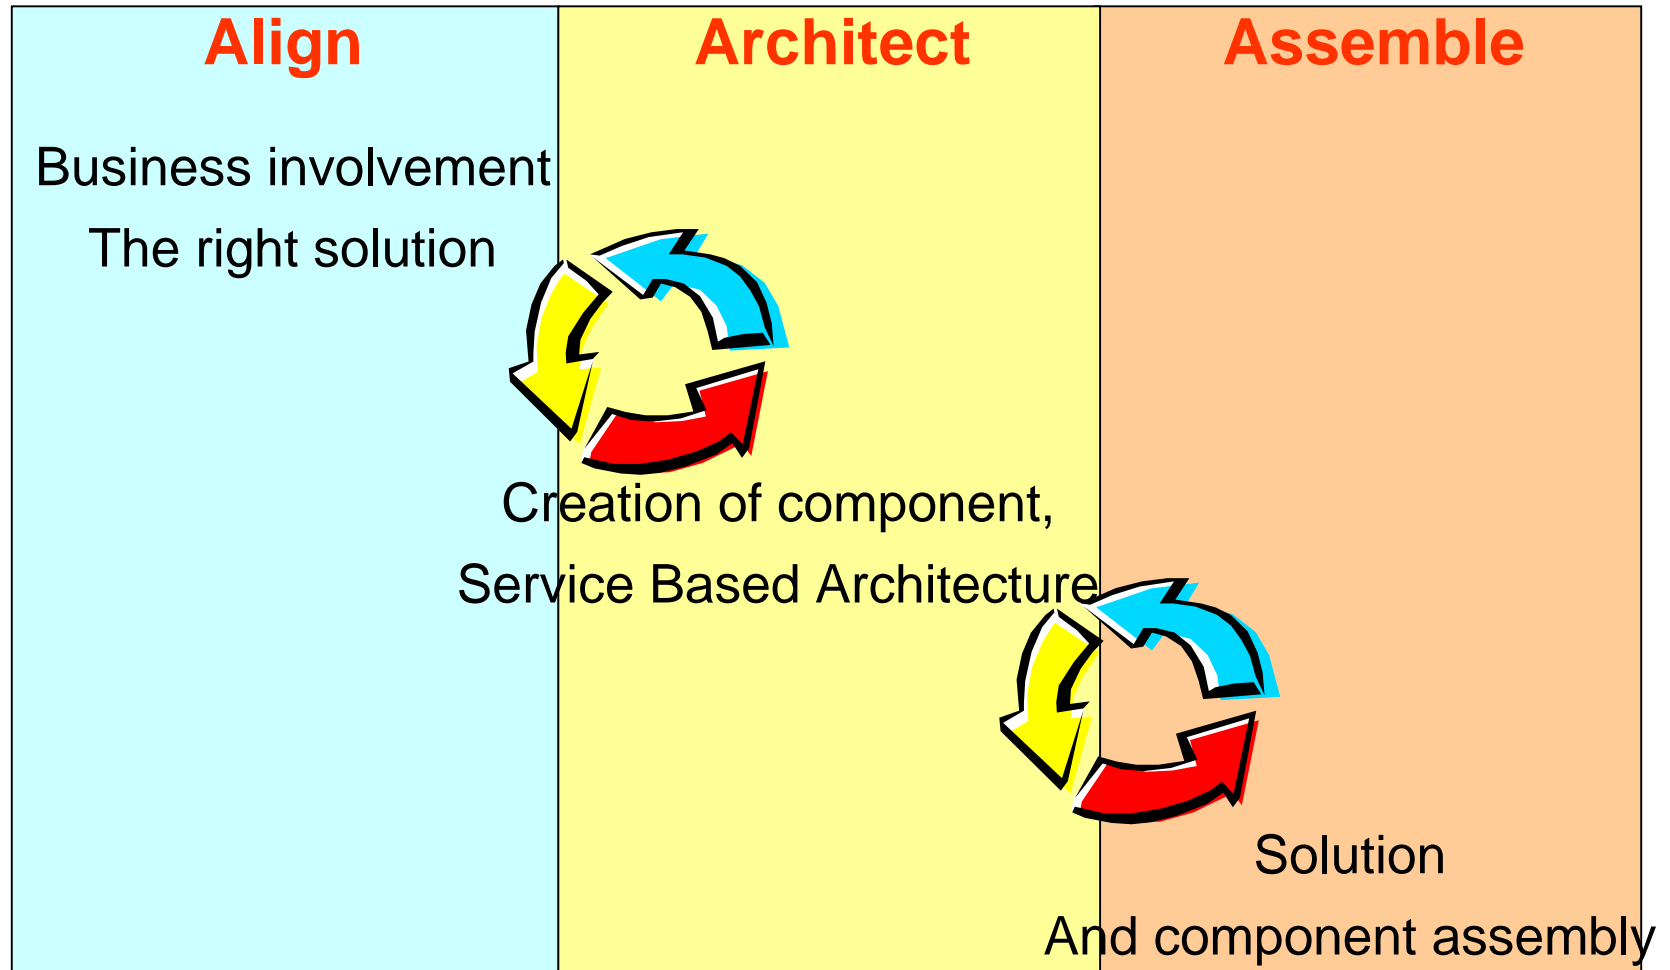 Align
Architect
Assemble
Business involvement
The right solution
Creation of component,
Service Based Architecture
Solution
And component assembly